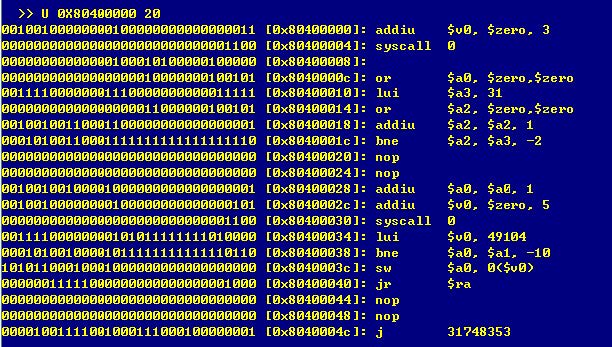 >> U 0X80400000 20
00100100000000100000000000000011 [0x80400000]: addiu $v0, $zero, 3
00000000000000000000000000001100 [0x80400004]: syscall 0
00000000000001000010100000100000 [0x80400008]:
00000000000000000010000000100101 [0x8040000c]: or $a0, $zero,$zero
00111100000001110000000000011111 [0x80400010]: lui $a3, 31
00000000000000000011000000100101 [0x80400014]: or $a2, $zero,$zero
00100100110001100000000000000001 [0x80400018]: addiu $a2, $a2, 1
00010100110001111111111111111110 [0x8040001c]: bne $a2, $a3, -2
00000000000000000000000000000000 [0x80400020]: nop
00000000000000000000000000000000 [0x80400024]: nop
00100100100001000000000000000001 [0x80400028]: addiu $a0, $a0, 1
00100100000000100000000000000101 [0x8040002c]: addiu $v0, $zero, 5
00000000000000000000000000001100 [0x80400030]: syscall 0
00111100000000101011111111010000 [0x80400034]: lui $v0, 49104
00010100100001011111111111110110 [0x80400038]: bne $a0, $a1, -10
10101100010001000000000000000000 [0x8040003c]: sw $a0, 0($v0)
00000011111000000000000000001000 [0x80400040]: jr $ra
00000000000000000000000000000000 [0x80400044]: nop
00000000000000000000000000000000 [0x80400048]: nop
00001001111001000111000100000001 [0x8040004c]: j 31748353